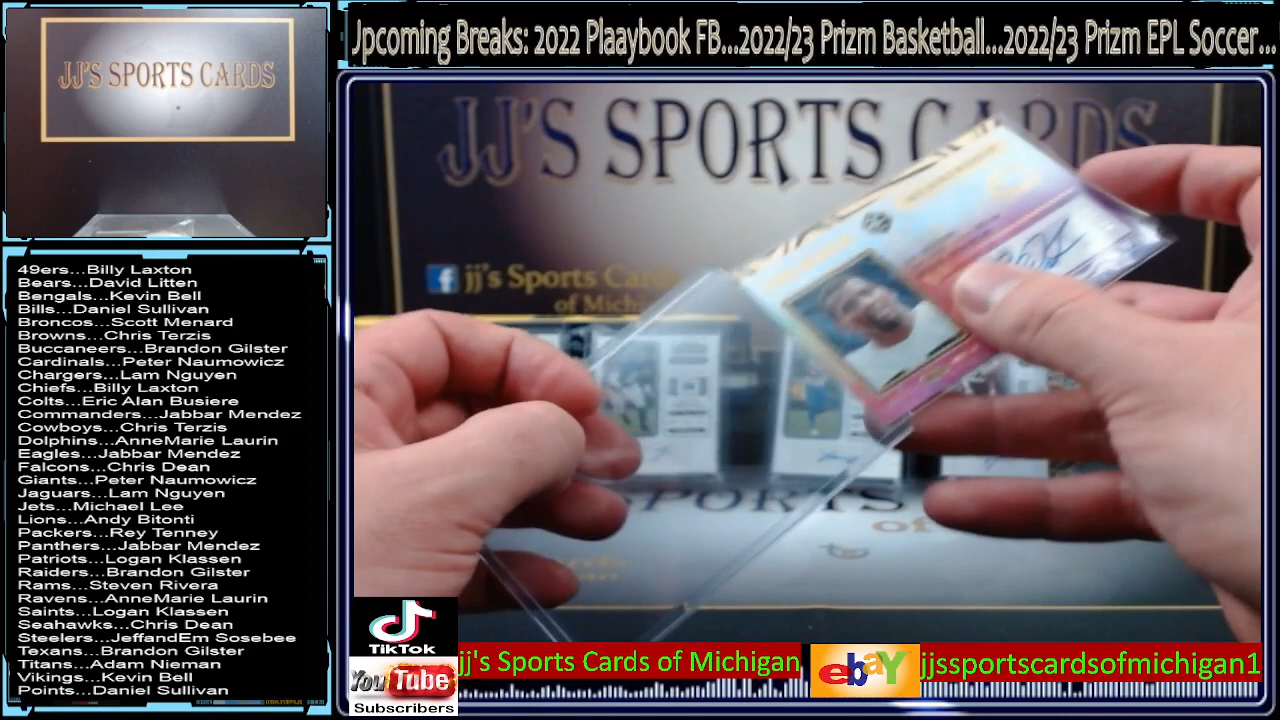 JJ'S SPORTS CARDS
Jpcoming Breaks: 2022 Plaaybook FB...2022/23 Prizm Basketball...2022/23 Prizm EPL Soccer...
JJ'S SPORTS CARDS
jj's Sports Cards
of Michigan
49ers...Billy Laxton
Bears...David Litten
Bengals...Kevin Bell
Bills...Daniel Sullivan
Broncos...Scott Menard
Browns...Chris Terzis
Buccaneers...Brandon Gilster
Cardinals...Peter Naumowicz
Chargers...Lam Nguyen
Chiefs...Billy Laxton
Colts...Eric Alan Busiere
Commanders...Jabbar Mendez
Cowboys...Chris Terzis
Dolphins...AnneMarie Laurin
Eagles...Jabbar Mendez
Falcons...Chris Dean
Giants...Peter Naumowicz
Jaguars...Lam Nguyen
Jets...Michael Lee
Lions...Andy Bitonti
Packers...Rey Tenney
Panthers...Jabbar Mendez
Patriots...Logan Klassen
Raiders...Brandon Gilster
Rams...Steven Rivera
Ravens...AnneMarie Laurin
Saints...Logan Klassen
Seahawks...Chris Dean
Steelers...JeffandEm Sosebee
Texans...Brandon Gilster
Titans...Adam Nieman
Vikings...Kevin Bell
Points...Daniel Sullivan
SPORTS
of
TikTok
YouTube
Subscribers
jj's Sports Cards of Michigan
ebay
jjssportscardsofmichigan1